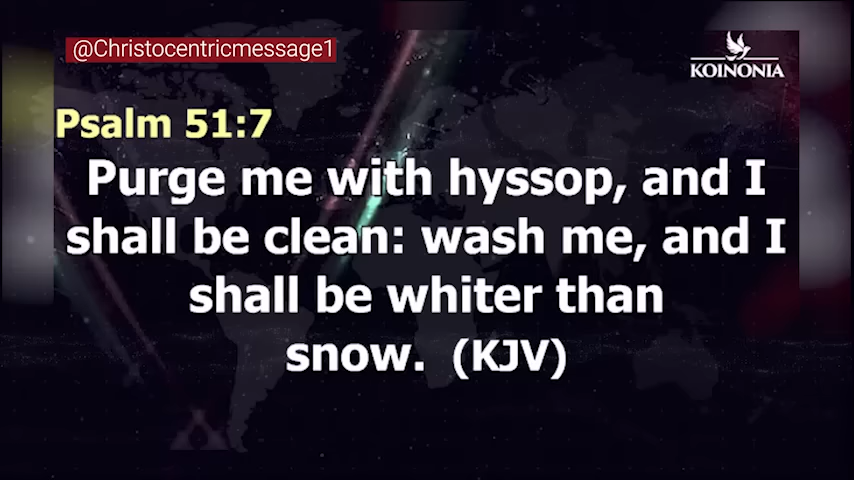 @Christocentricmessage1
KOINONIA
Psalm 51:7
Purge me with hyssop, and I
shall be clean: wash me, and I
shall be whiter than
snow. (KJV)